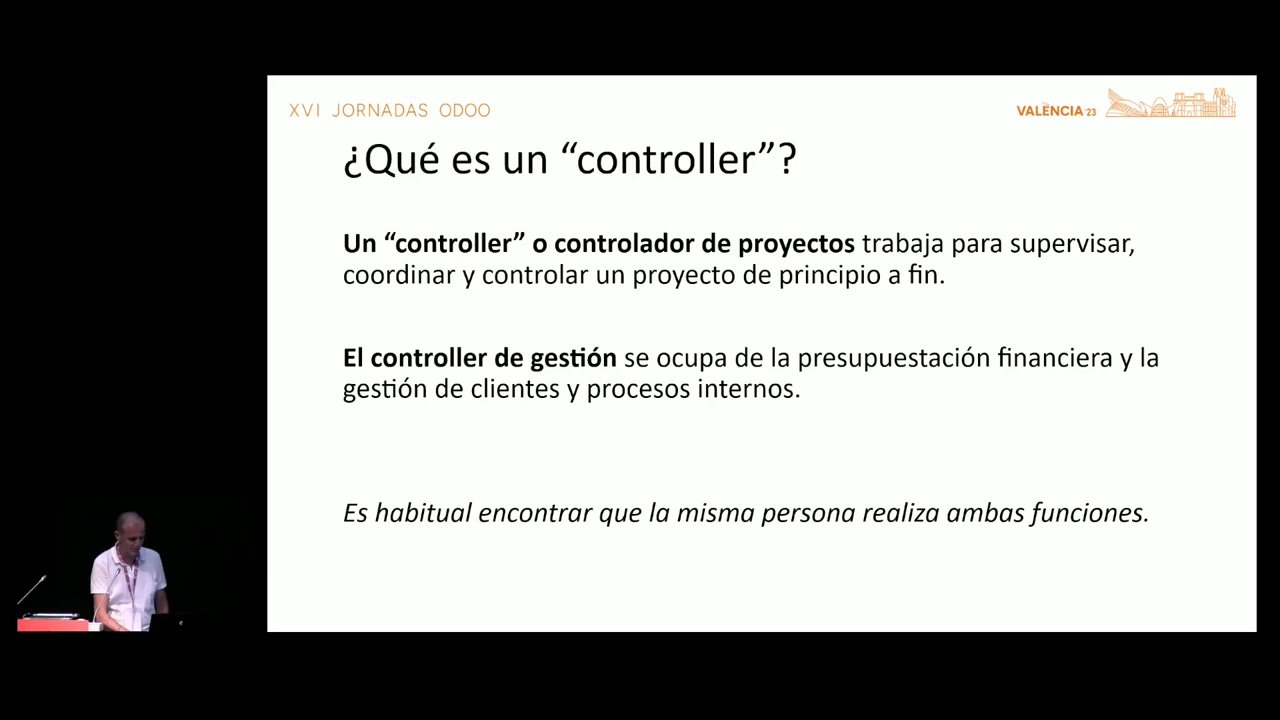 XVI JORNADAS ODOO
VALÈNCIA '23
¿Qué es un “controller”?
Un “controller” o controlador de proyectos trabaja para supervisar,
coordinar y controlar un proyecto de principio a fin.
El controller de gestión se ocupa de la presupuestación financiera y la
gestión de clientes y procesos internos.
Es habitual encontrar que la misma persona realiza ambas funciones.